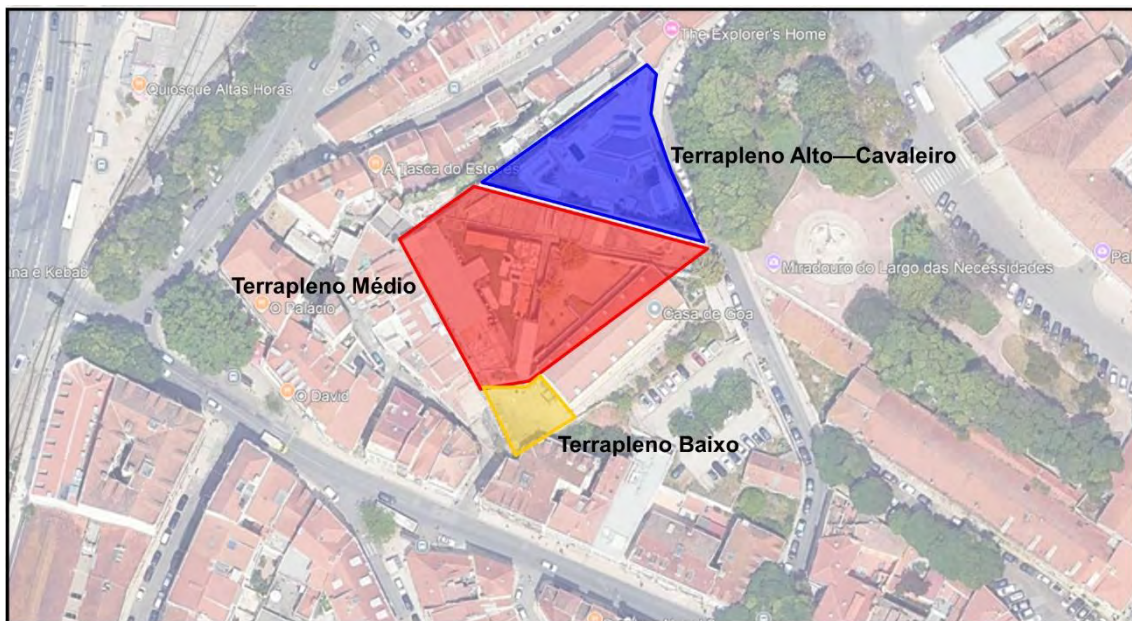 The Explorer's Home
Quiosque Altas Horas
Terrapleno Alto—Cavaleiro
A Tasca do Esteves
Miradouro do Largo das Necessidades
Terrapleno Médio
O Palácio
Casa de Goa
O David
Terrapleno Baixo